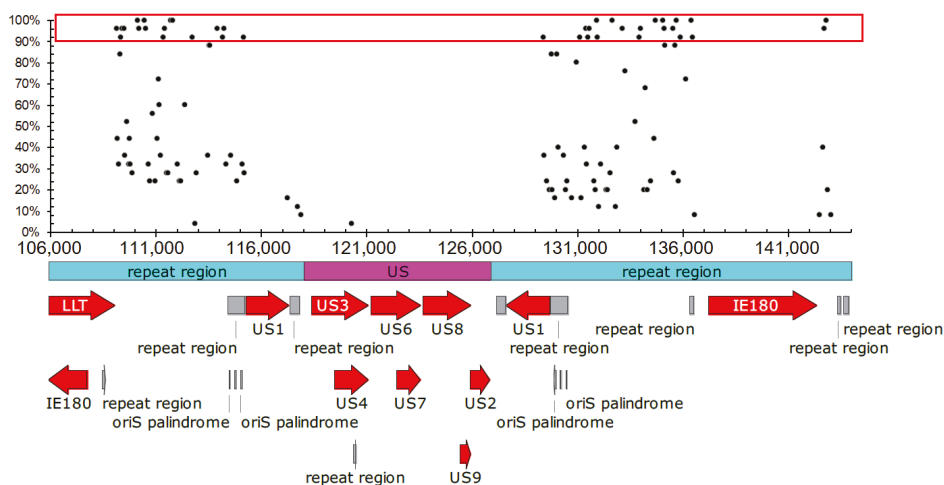 100%
90%
80%
70%
60%
50%
40%
30%
20%
10%
0%
106,000 111,000 116,000 121,000 126,000 131,000 136,000 141,000
repeat region US repeat region
LLT US3 IE180
US1 US6 US8 US1 repeat region repeat region
repeat region repeat region repeat region repeat region
IE180 repeat region US4 US7 US2 oriS palindrome
oriS palindrome oriS palindrome oriS palindrome
repeat region US9